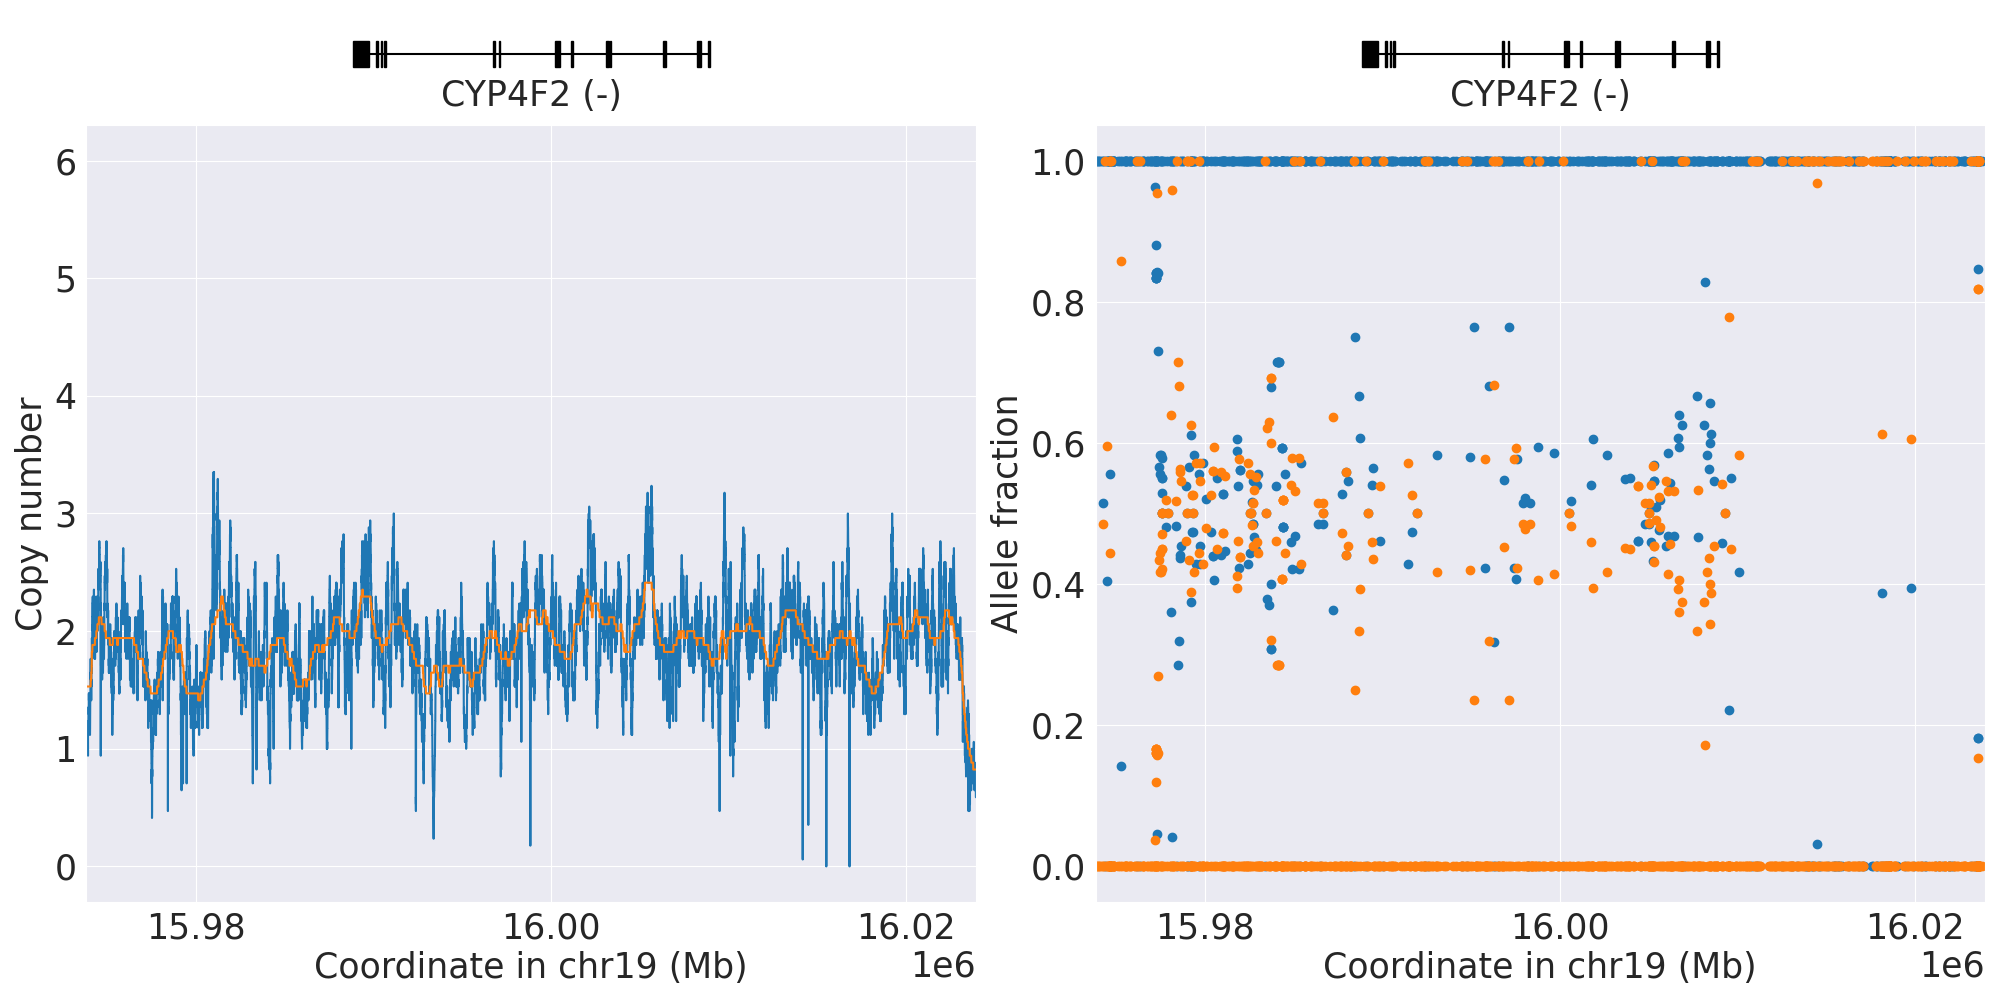 CYP4F2 (-)
CYP4F2 (-)
Copy number
6
5
4
3
2
1
0
15.98
16.00
16.02
Coordinate in chr19 (Mb)
1e6
Allele fraction
1.0
0.8
0.6
0.4
0.2
0.0
15.98
16.00
16.02
Coordinate in chr19 (Mb)
1e6